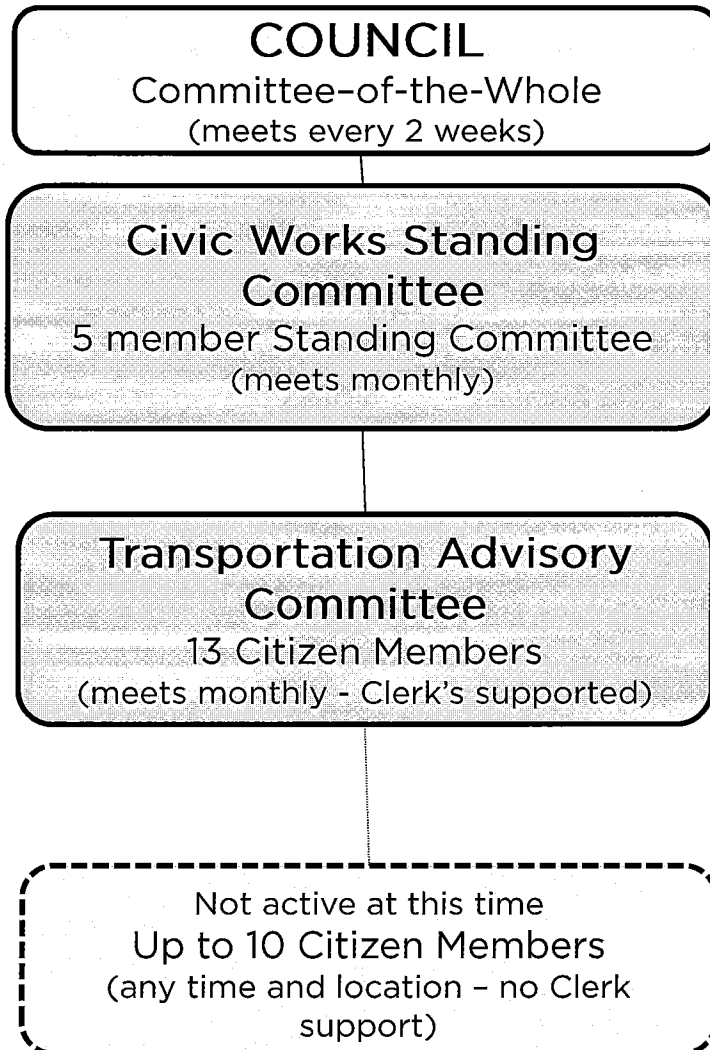 COUNCIL
Committee–of-the-Whole
(meets every 2 weeks)
Civic Works Standing
Committee
5 member Standing Committee
(meets monthly)
Transportation Advisory
Committee
13 Citizen Members
(meets monthly - Clerk's supported)
Not active at this time
Up to 10 Citizen Members
(any time and location – no Clerk
support)